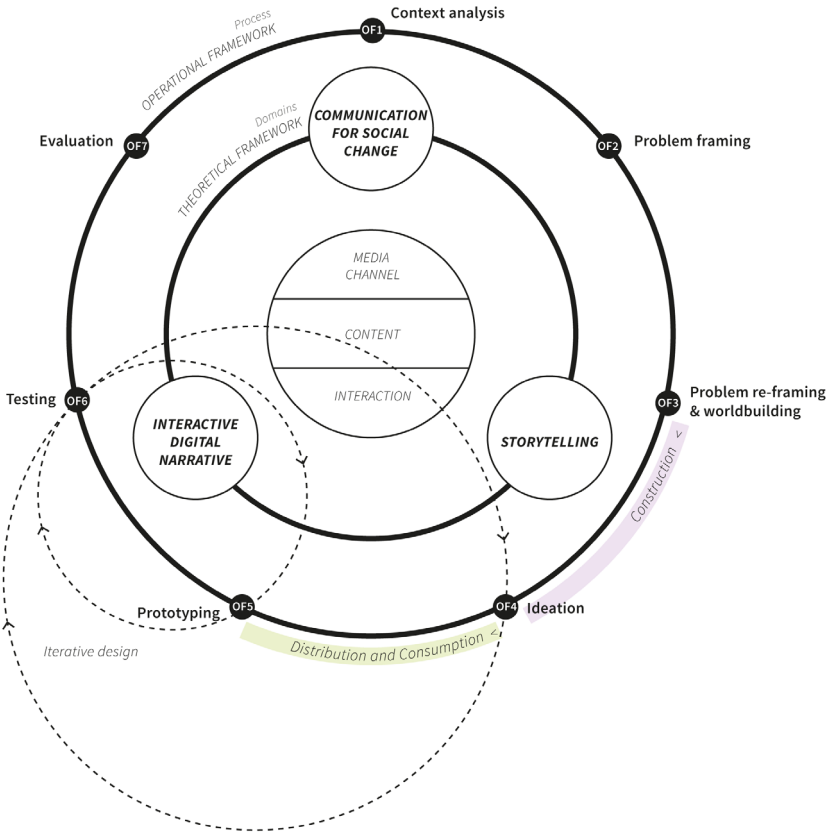 Context analysis
OF1
Process
OPERATIONAL FRAMEWORK
Domains
THEORETICAL FRAMEWORK
COMMUNICATION
FOR SOCIAL
CHANGE
Evaluation
OF7
OF2
Problem framing
MEDIA
CHANNEL
CONTENT
INTERACTION
Testing
OF6
OF3
Problem re-framing
& worldbuilding
INTERACTIVE
DIGITAL
NARRATIVE
STORYTELLING
Construction <
Prototyping
OF5
OF4
Ideation
Distribution and Consumption <
Iterative design